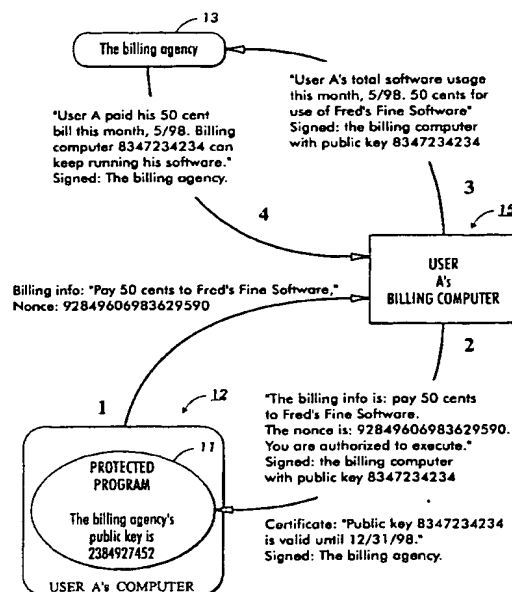 13
The billing agency
"User A's total software usage
this month, 5/98. 50 cents for
use of Fred's Fine Software"
Signed: the billing computer
with public key 8347234234
"User A paid his 50 cent
bill this month, 5/98. Billing
computer 8347234234 can
keep running his software."
Signed: The billing agency.
3
4
15
USER
A's
BILLING COMPUTER
Billing info: "Pay 50 cents to Fred's Fine Software,"
Nonce: 92849606983629590
2
1
12
"The billing info is: pay 50 cents
to Fred's Fine Software.
The nonce is: 92849606983629590.
You are authorized to execute."
Signed: the billing computer
with public key 8347234234
11
PROTECTED
PROGRAM
The billing agency's
public key is
2384927452
Certificate: "Public key 8347234234
is valid until 12/31/98."
Signed: The billing agency.
USER A's COMPUTER